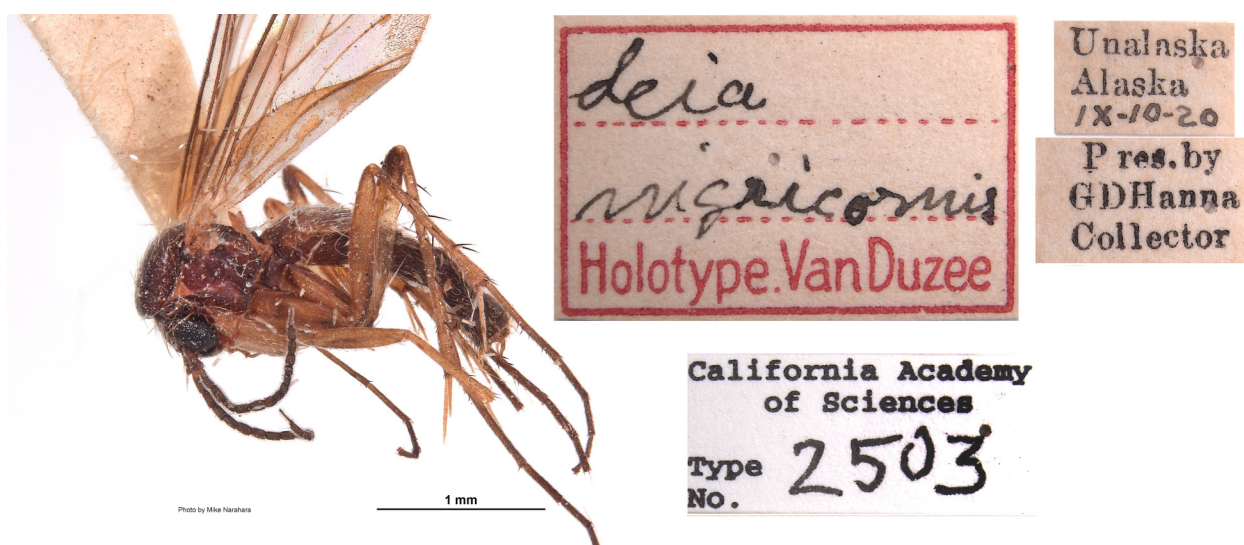 Leia
nigricornis
Holotype. Van Duzee
Unalaska
Alaska
IX-10-20
Pres. by
GDHanna
Collector
California Academy
of Sciences
Type
No. 2503
1 mm
Photo by Mike Narahara